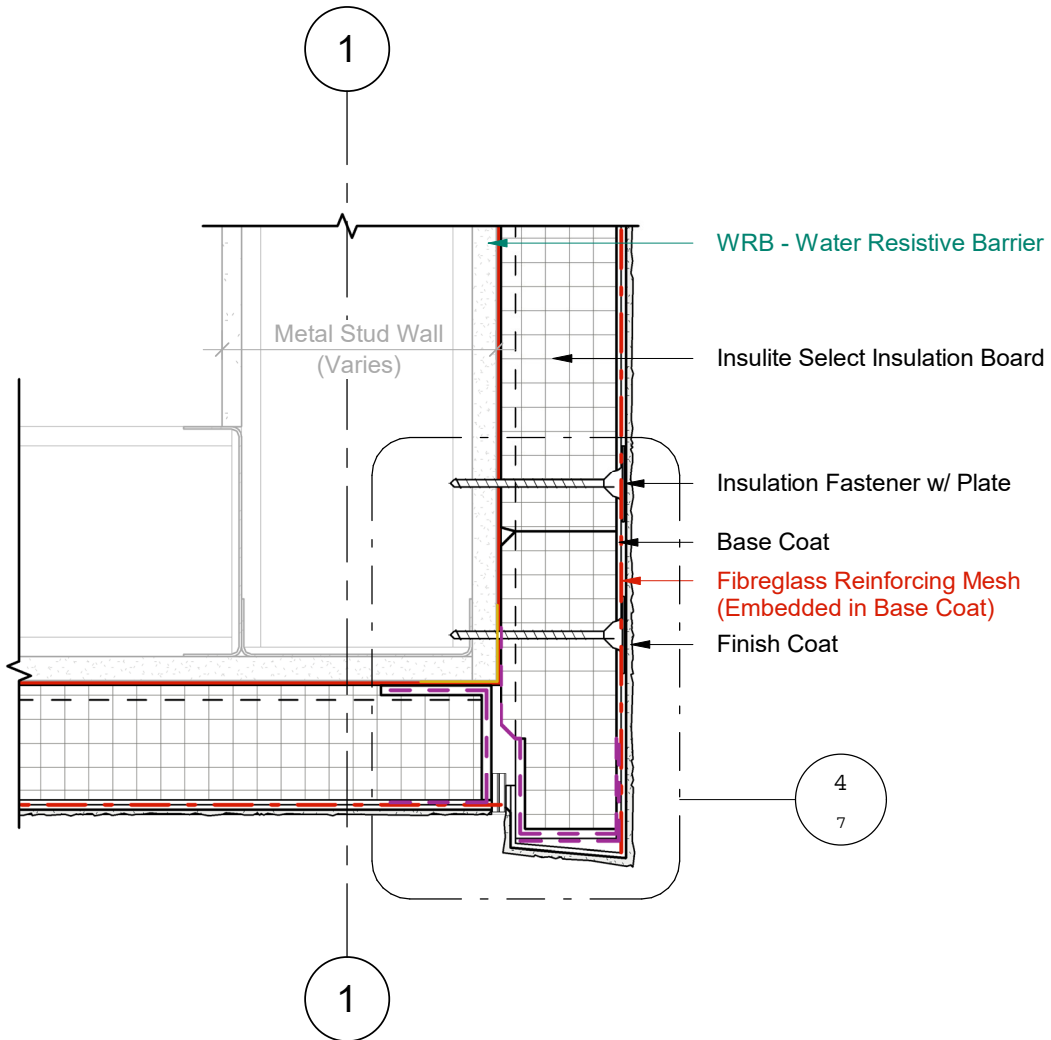 1
WRB - Water Resistive Barrier
Metal Stud Wall
(Varies)
Insulite Select Insulation Board
Insulation Fastener w/ Plate
Base Coat
Fibreglass Reinforcing Mesh
(Embedded in Base Coat)
Finish Coat
4
7
1